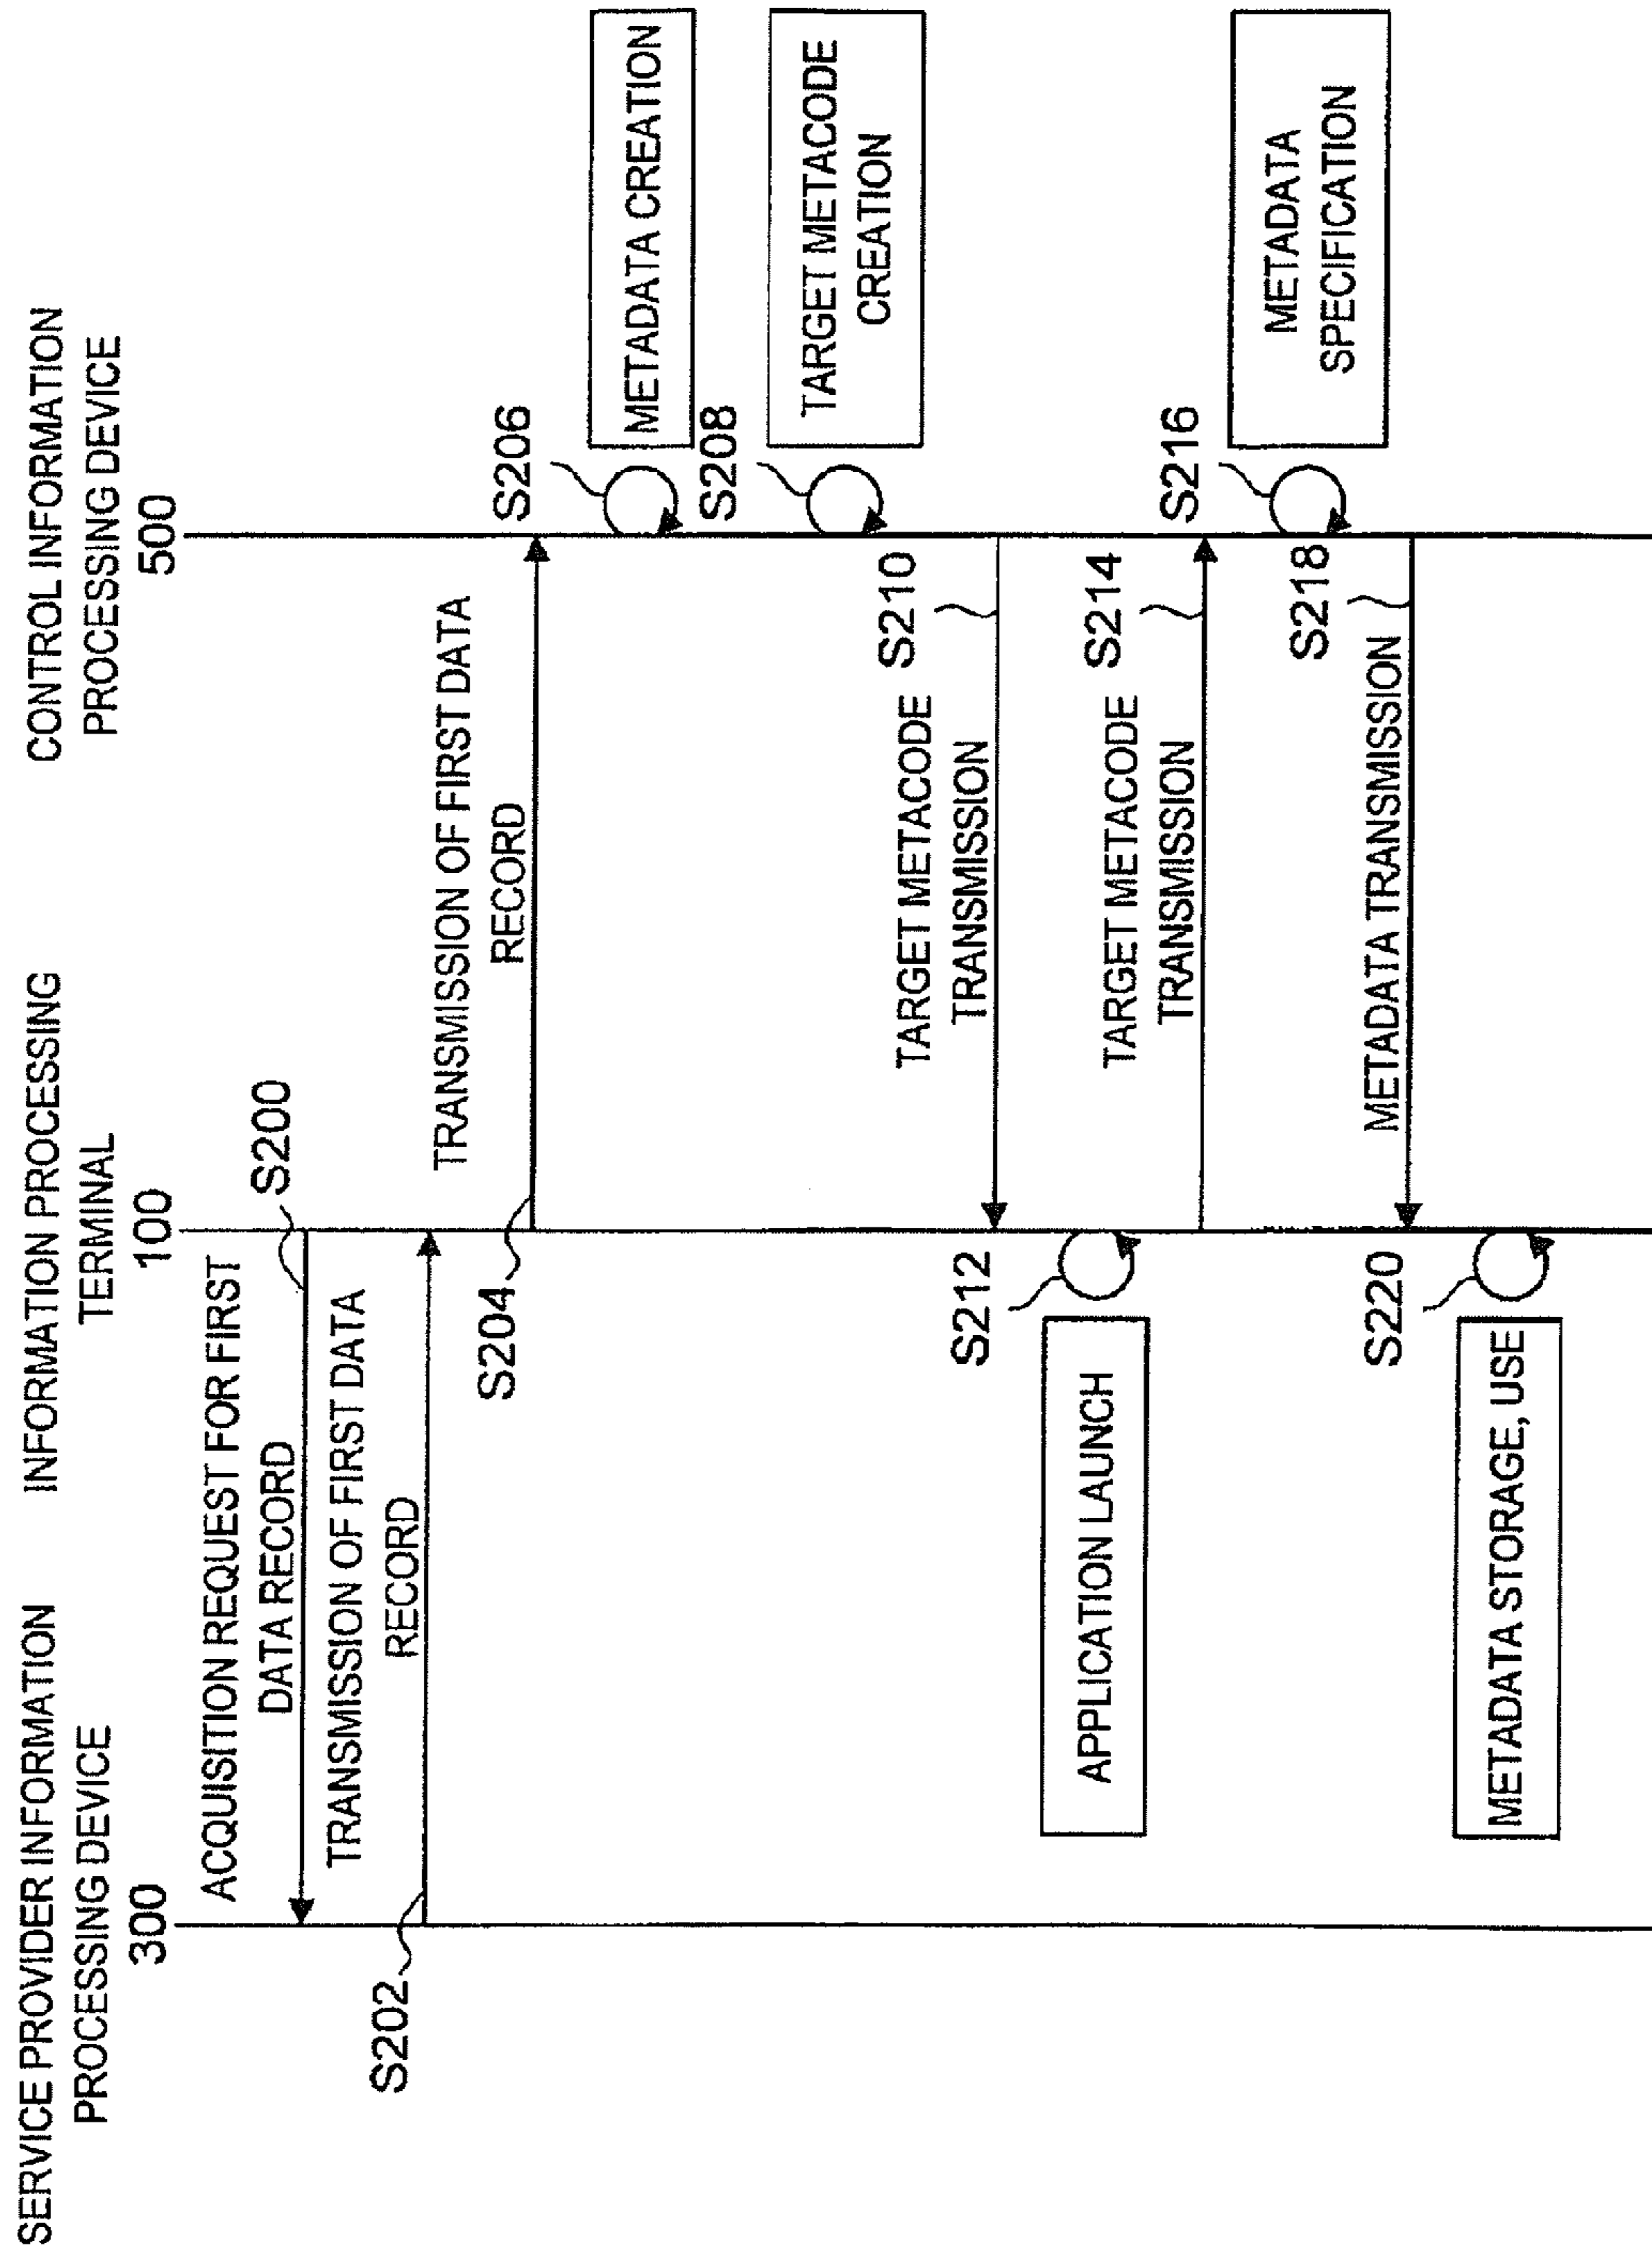 SERVICE PROVIDER INFORMATION
PROCESSING DEVICE
300
INFORMATION PROCESSING
TERMINAL
100
CONTROL INFORMATION
PROCESSING DEVICE
500
ACQUISITION REQUEST FOR FIRST
DATA RECORD
S200
TRANSMISSION OF FIRST DATA
RECORD
S202
TRANSMISSION OF FIRST DATA
RECORD
S204
S206
METADATA CREATION
S208
TARGET METACODE
CREATION
TARGET METACODE
TRANSMISSION
S210
S212
APPLICATION LAUNCH
TARGET METACODE
TRANSMISSION
S214
S216
METADATA
SPECIFICATION
METADATA TRANSMISSION
S218
S220
METADATA STORAGE, USE